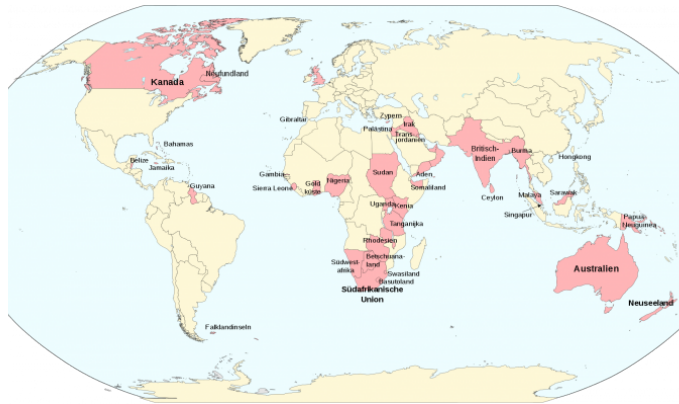 Neufundland
Kanada
Gibraltar
Zypern
Irak
Palästina
Trans-
jordanien
Bahamas
Belize
Jamaika
Britisch-
Indien
Burma
Hongkong
Gambia
Sierra Leone
Gold
küste
Nigeria
Sudan
Aden
Somaliland
Guyana
Ceylon
Malaya
Sarawak
Singapur
Uganda
Kenia
Tanganjika
Papua-
Neuguinea
Rhodesien
Betschuana-
land
Südwest-
afrika
Swasiland
Basutoland
Südafrikanische
Union
Australien
Neuseeland
Falklandinseln